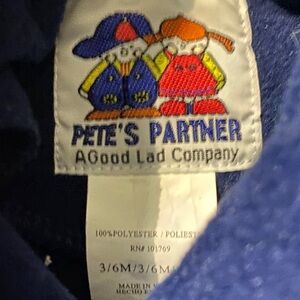 PETE'S PARTNER
A Good Lad Company
100% POLYESTER / POLIEST
RN# 101769
3/6M/3/6M/
MADE IN
HECHO E